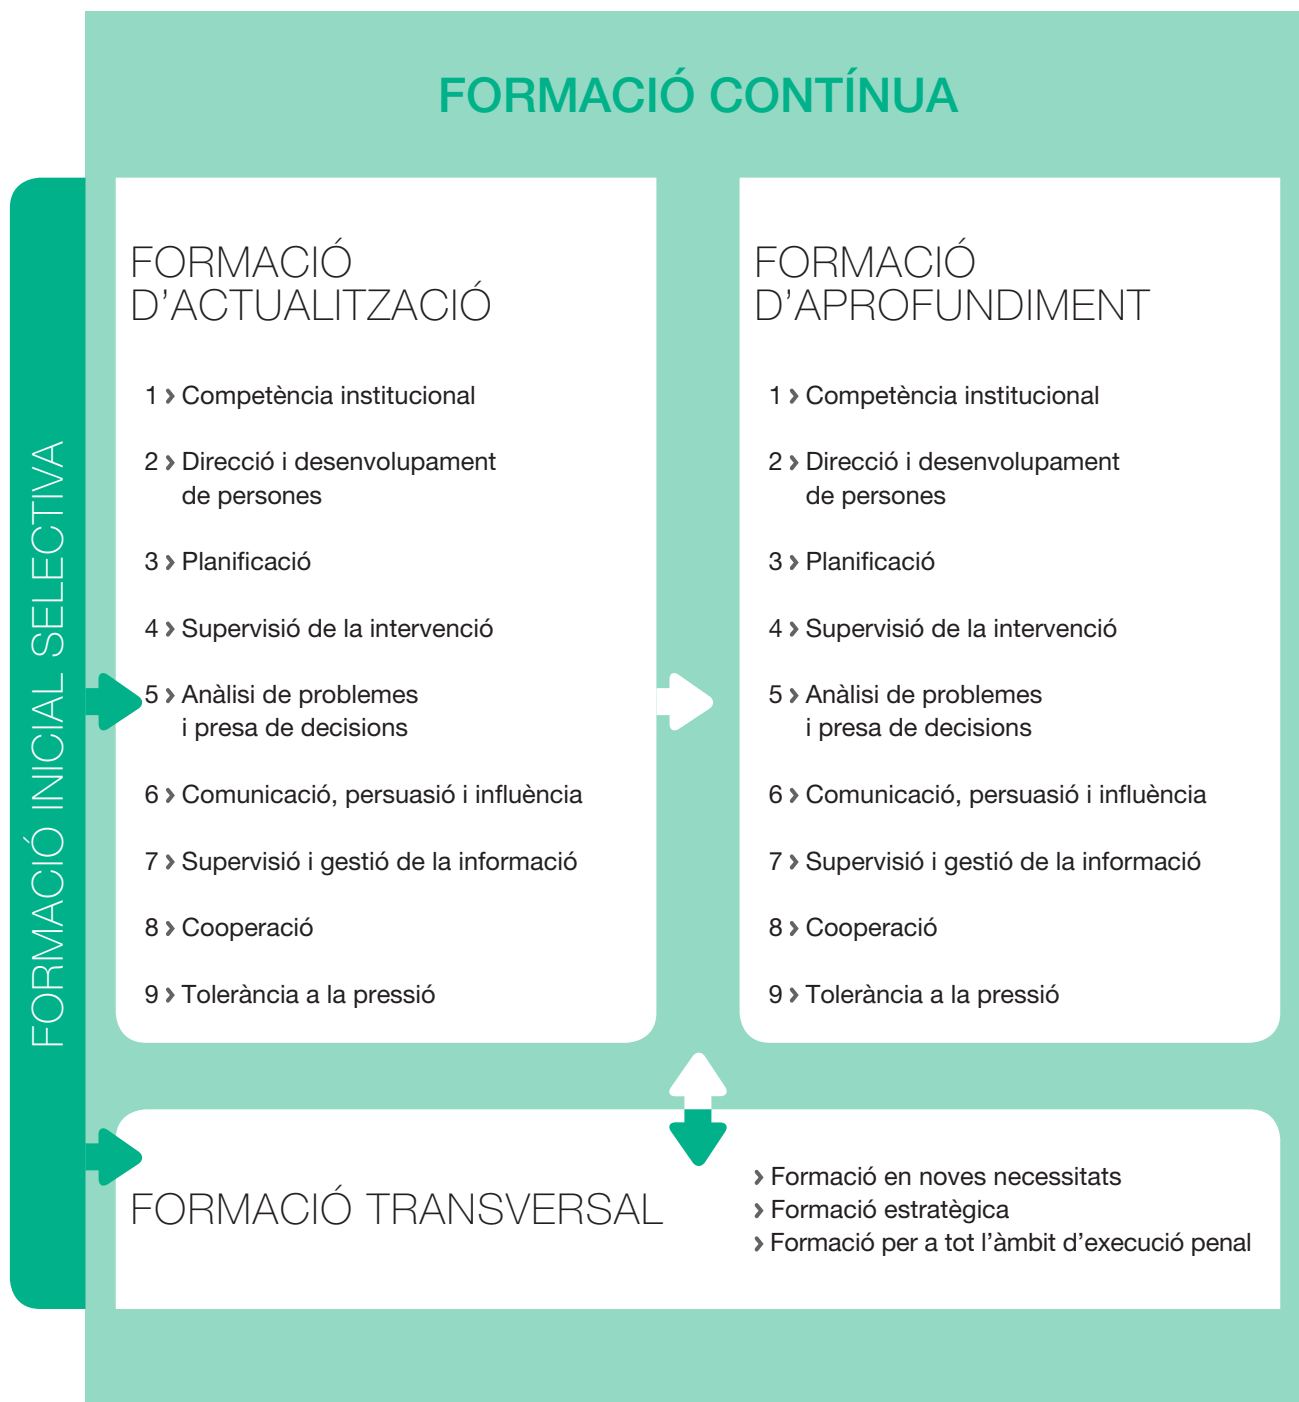 FORMACIÓ CONTÍNUA
FORMACIÓ INICIAL SELECTIVA
FORMACIÓ
D’ACTUALITZACIÓ
1 › Competència institucional
2 › Direcció i desenvolupament
de persones
3 › Planificació
4 › Supervisió de la intervenció
5 › Anàlisi de problemes
i presa de decisions
6 › Comunicació, persuasió i influència
7 › Supervisió i gestió de la informació
8 › Cooperació
9 › Tolerància a la pressió
FORMACIÓ
D’APROFUNDIMENT
1 › Competència institucional
2 › Direcció i desenvolupament
de persones
3 › Planificació
4 › Supervisió de la intervenció
5 › Anàlisi de problemes
i presa de decisions
6 › Comunicació, persuasió i influència
7 › Supervisió i gestió de la informació
8 › Cooperació
9 › Tolerància a la pressió
FORMACIÓ TRANSVERSAL
› Formació en noves necessitats
› Formació estratègica
› Formació per a tot l’àmbit d’execució penal